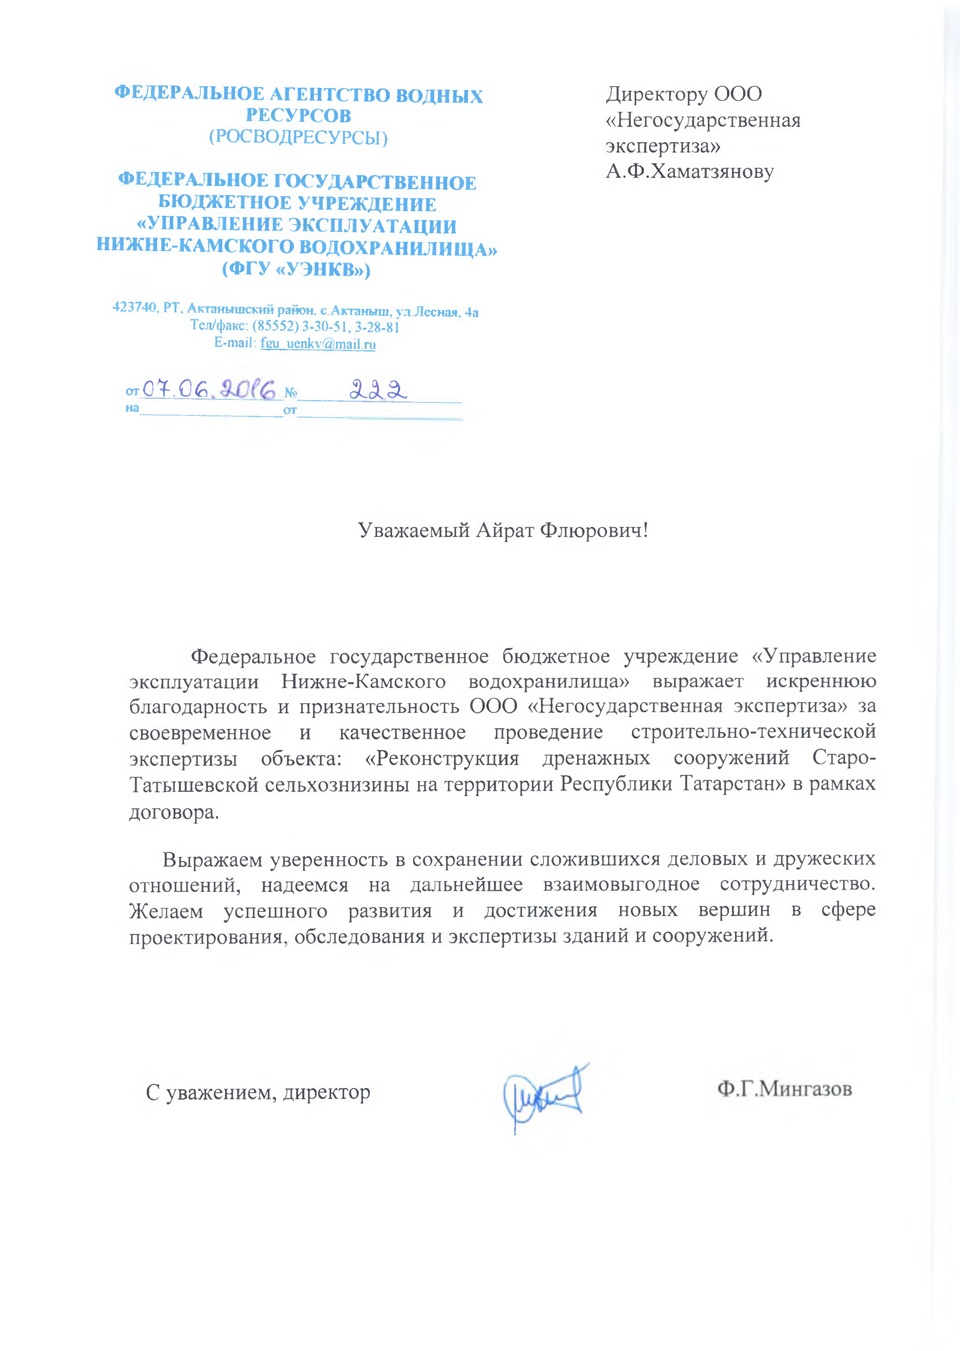 ФЕДЕРАЛЬНОЕ АГЕНТСТВО ВОДНЫХ
РЕСУРСОВ
(РОСВОДРЕСУРСЫ)
ФЕДЕРАЛЬНОЕ ГОСУДАРСТВЕННОЕ
БЮДЖЕТНОЕ УЧРЕЖДЕНИЕ
«УПРАВЛЕНИЕ ЭКСПЛУАТАЦИИ
НИЖНЕ-КАМСКОГО ВОДОХРАНИЛИЩА»
(ФГУ «УЭНКВ»)
423740, РТ, Актанышский район, с.Актаныш, ул.Лесная, 4а
Тел/факс: (85552) 3-30-51, 3-28-81
E-mail: fgu_uenkv@mail.ru
от 07.06.2016 № 222
на от
Директору ООО
«Негосударственная
экспертиза»
А.Ф.Хаматзянову
Уважаемый Айрат Флюрович!
Федеральное государственное бюджетное учреждение «Управление
эксплуатации Нижне-Камского водохранилища» выражает искреннюю
благодарность и признательность ООО «Негосударственная экспертиза» за
своевременное и качественное проведение строительно-технической
экспертизы объекта: «Реконструкция дренажных сооружений Старо-
Татышевской сельхознизины на территории Республики Татарстан» в рамках
договора.
Выражаем уверенность в сохранении сложившихся деловых и дружеских
отношений, надеемся на дальнейшее взаимовыгодное сотрудничество.
Желаем успешного развития и достижения новых вершин в сфере
проектирования, обследования и экспертизы зданий и сооружений.
С уважением, директор Ф.Г.Мингазов